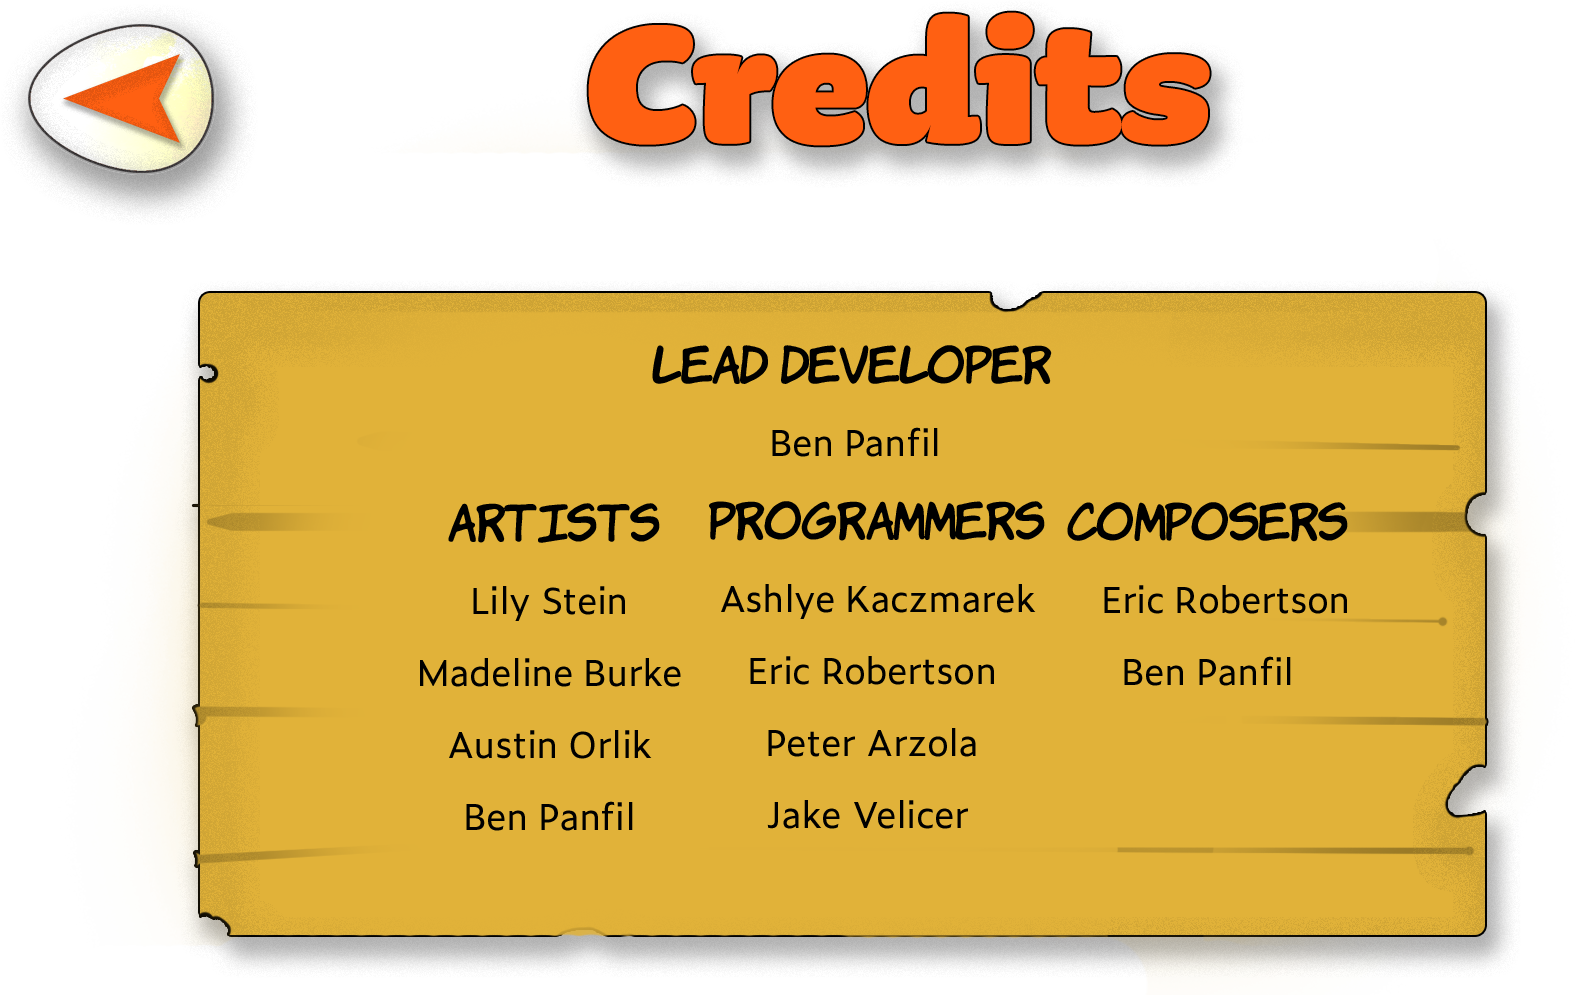 Credits
LEAD DEVELOPER
Ben Panfil
ARTISTS PROGRAMMERS COMPOSERS
Lily Stein Ashlye Kaczmarek Eric Robertson
Madeline Burke Eric Robertson Ben Panfil
Austin Orlik Peter Arzola
Ben Panfil Jake Velicer